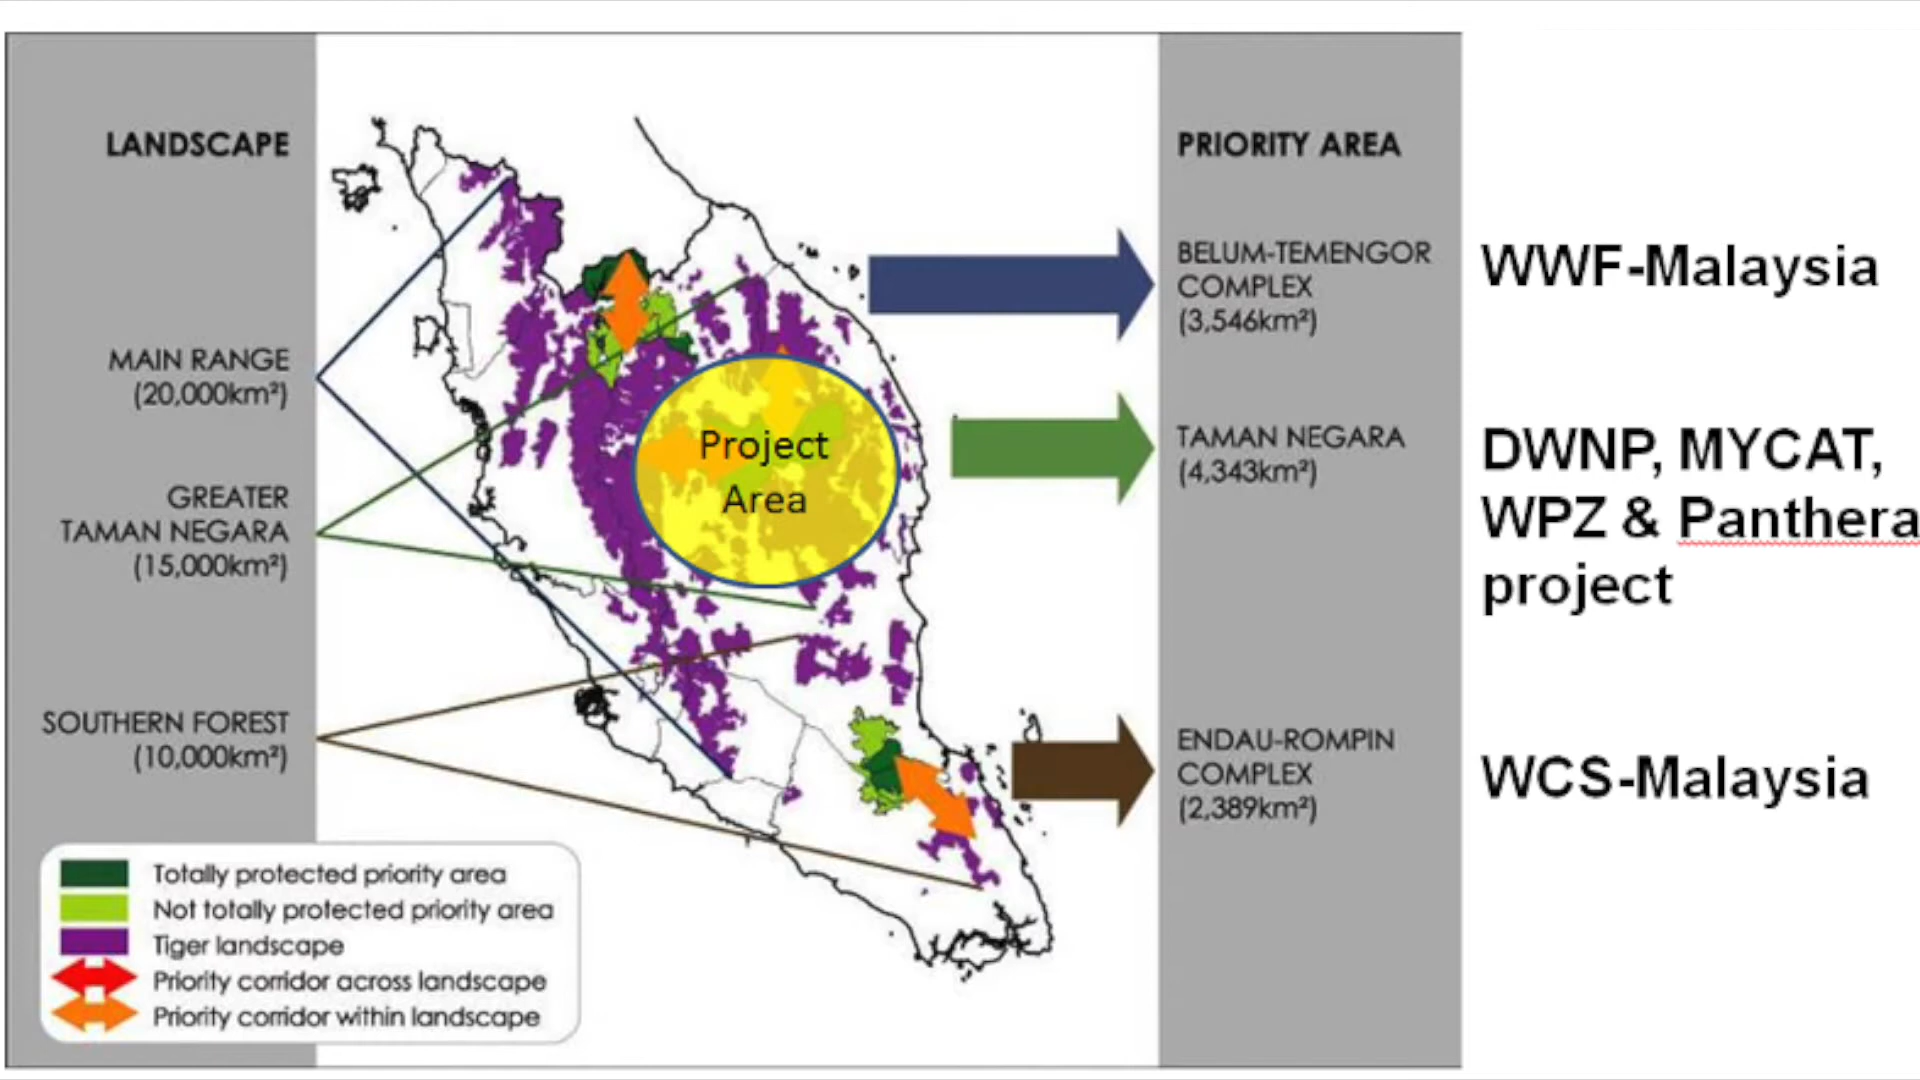 LANDSCAPE
MAIN RANGE
(20,000km²)
GREATER
TAMAN NEGARA
(15,000km²)
SOUTHERN FOREST
(10,000km²)
Totally protected priority area
Not totally protected priority area
Tiger landscape
Priority corridor across landscape
Priority corridor within landscape
Project
Area
PRIORITY AREA
BELUM-TEMENGOR
COMPLEX
(3,546km²)
TAMAN NEGARA
(4,343km²)
ENDAU-ROMPIN
COMPLEX
(2,389km²)
WWF-Malaysia
DWNP, MYCAT,
WPZ & Panthera
project
WCS-Malaysia